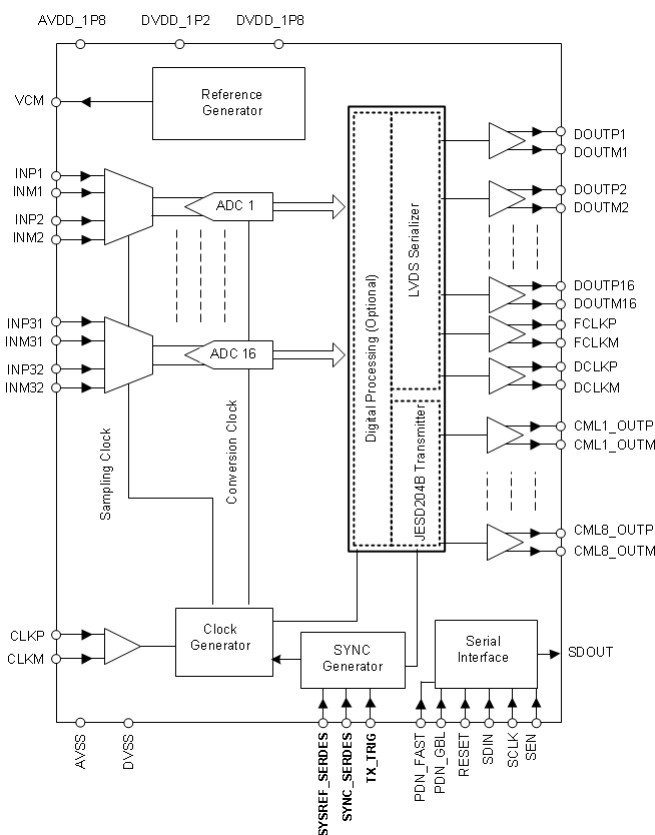 AVDD_1P8
DVDD_1P2
DVDD_1P8
VCM
Reference
Generator
INP1
INM1
INP2
INM2
ADC 1
INP31
INM31
INP32
INM32
ADC 16
Sampling Clock
Conversion Clock
Digital Processing (Optional)
LVDS Serializer
JESD204B Transmitter
DOUTP1
DOUTM1
DOUTP2
DOUTM2
DOUTP16
DOUTM16
FCLKP
FCLKM
DCLKP
DCLKM
CML1_OUTP
CML1_OUTM
CML8_OUTP
CML8_OUTM
CLKP
CLKM
Clock
Generator
SYNC
Generator
Serial
Interface
SDOUT
AVSS
DVSS
SYSREF_SERDES
SYNC_SERDES
TX_TRIG
PDN_FAST
PDN_GBL
RESET
SDIN
SCLK
SEN